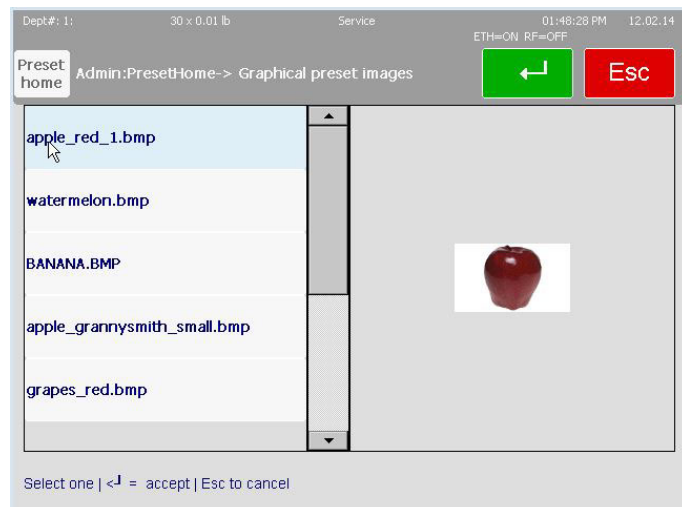 Dept#: 1: 30 x 0.01 lb Service 01:48:28 PM 12.02.14
ETH=ON RF=OFF
Preset
home
Admin:PresetHome-> Graphical preset images
Esc
apple_red_1.bmp
watermelon.bmp
BANANA.BMP
apple_grannysmith_small.bmp
grapes_red.bmp
Select one | <┘ = accept | Esc to cancel